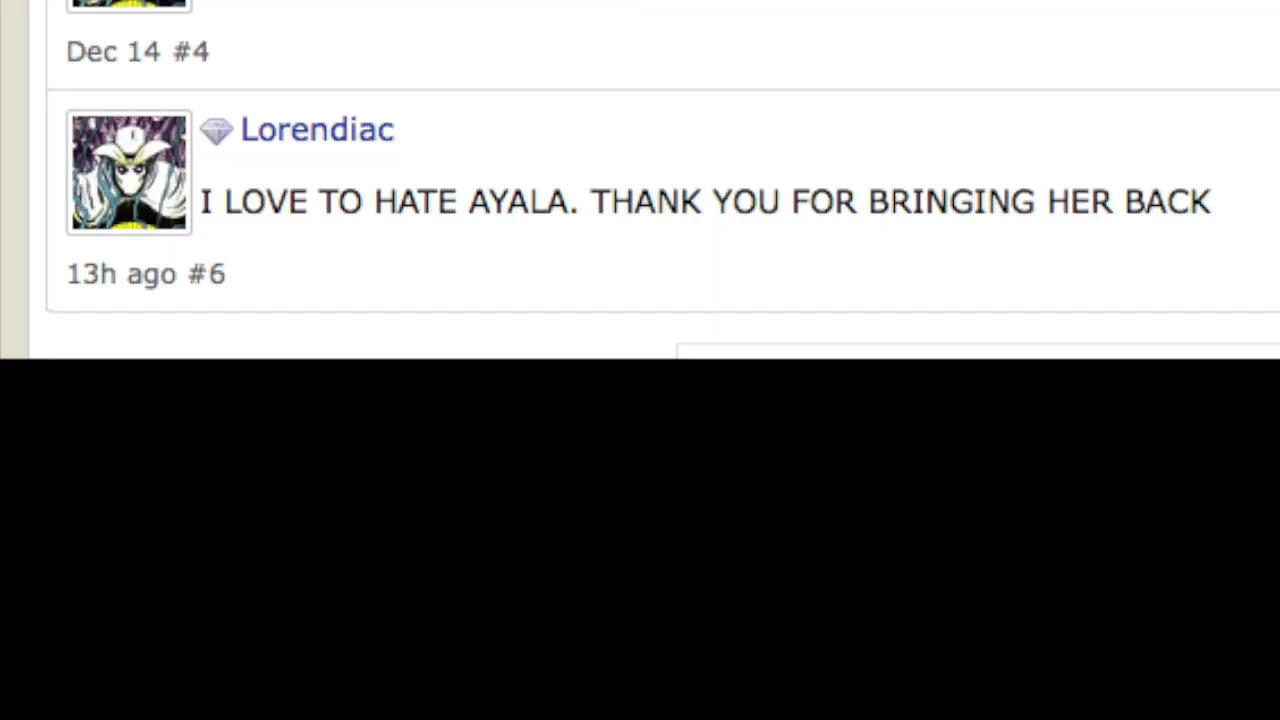 Dec 14 #4
Lorendiac
I LOVE TO HATE AYALA. THANK YOU FOR BRINGING HER BACK
13h ago #6